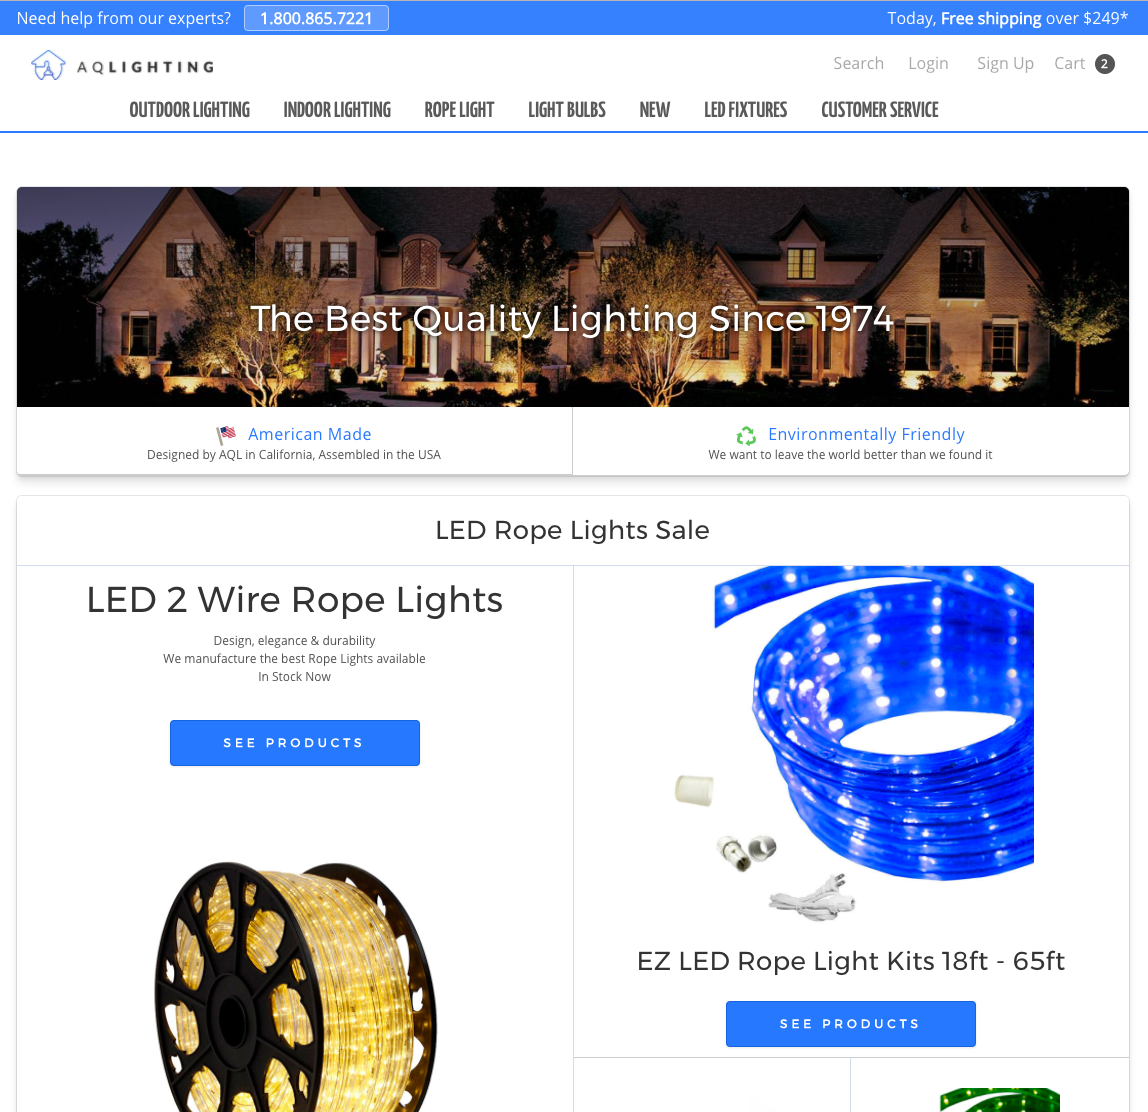 Need help from our experts? 1.800.865.7221 Today, Free shipping over $249*
AQLIGHTING Search Login Sign Up Cart 2
OUTDOOR LIGHTING INDOOR LIGHTING ROPE LIGHT LIGHT BULBS NEW LED FIXTURES CUSTOMER SERVICE
The Best Quality Lighting Since 1974
American Made
Designed by AQL in California, Assembled in the USA
Environmentally Friendly
We want to leave the world better than we found it
LED Rope Lights Sale
LED 2 Wire Rope Lights
Design, elegance & durability
We manufacture the best Rope Lights available
In Stock Now
SEE PRODUCTS
EZ LED Rope Light Kits 18ft - 65ft
SEE PRODUCTS